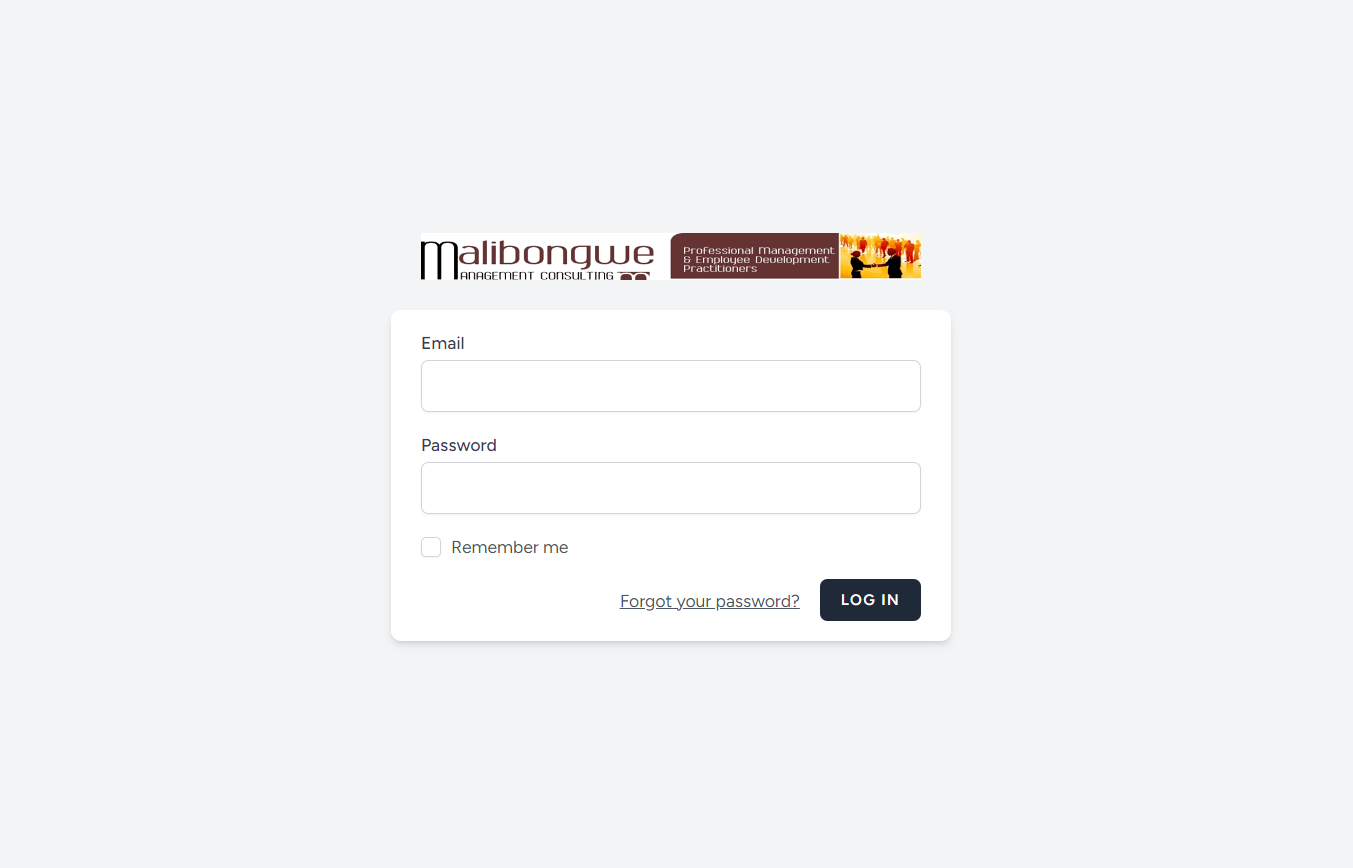 malibongwe
MANAGEMENT CONSULTING
Professional Management
& Employee Development
Practitioners
Email
Password
Remember me
Forgot your password?
LOG IN